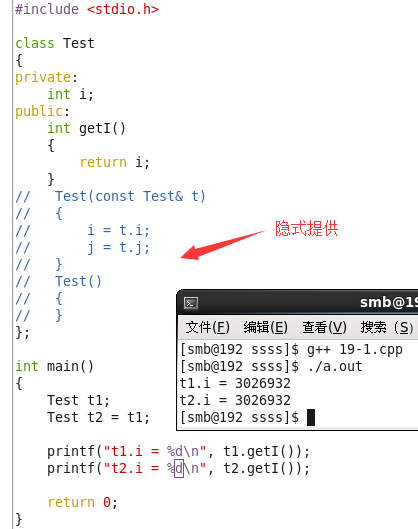 #include <stdio.h>
class Test
{
private:
    int i;
public:
    int getI()
    {
        return i;
    }
//   Test(const Test& t)
//   {
//       i = t.i;
//       j = t.j;
//   }
//   Test()
//   {
//   }
};
int main()
{
    Test t1;
    Test t2 = t1;
    printf("t1.i = %d\n", t1.getI());
    printf("t2.i = %d\n", t2.getI());
    return 0;
}
隐式提供
smb@19
文件(F) 编辑(E) 查看(V) 搜索 (S)
[smb@192 ssss]$ g++ 19-1.cpp
[smb@192 ssss]$ ./a.out
t1.i = 3026932
t2.i = 3026932
[smb@192 ssss]$